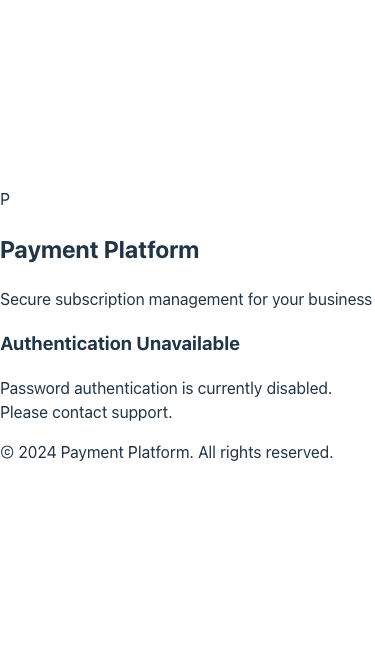 P
Payment Platform
Secure subscription management for your business
Authentication Unavailable
Password authentication is currently disabled.
Please contact support.
© 2024 Payment Platform. All rights reserved.